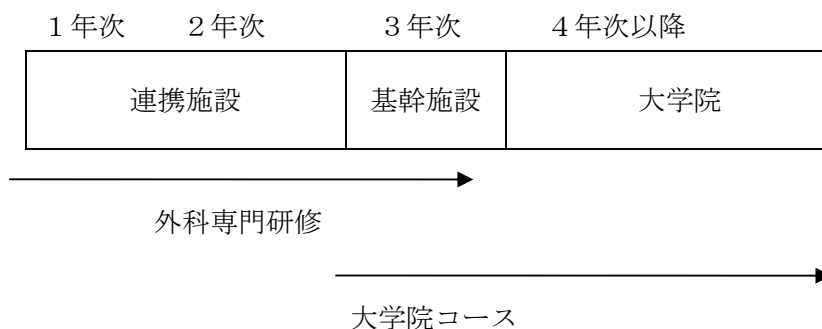 １年次　　２年次　　　　３年次　　　４年次以降
連携施設　基幹施設　大学院
外科専門研修
大学院コース